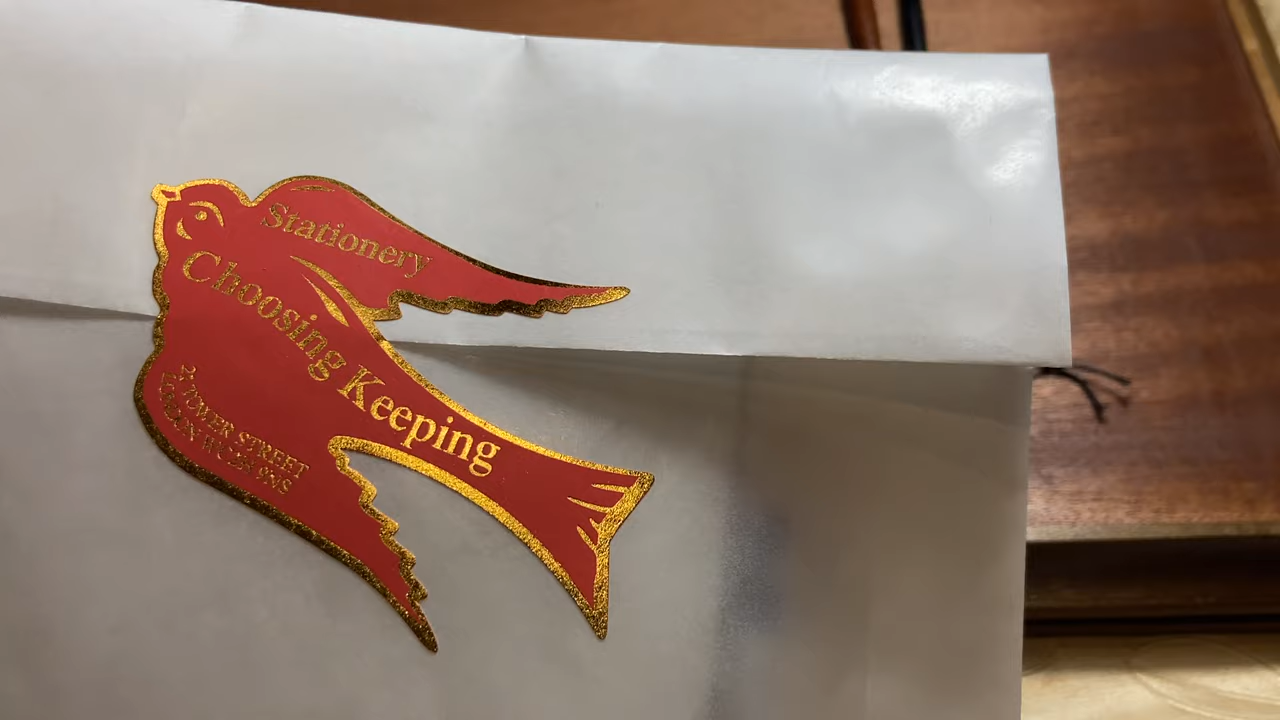 Stationery
Choosing Keeping
21 TOWER STREET
LONDON WC2H 9NS